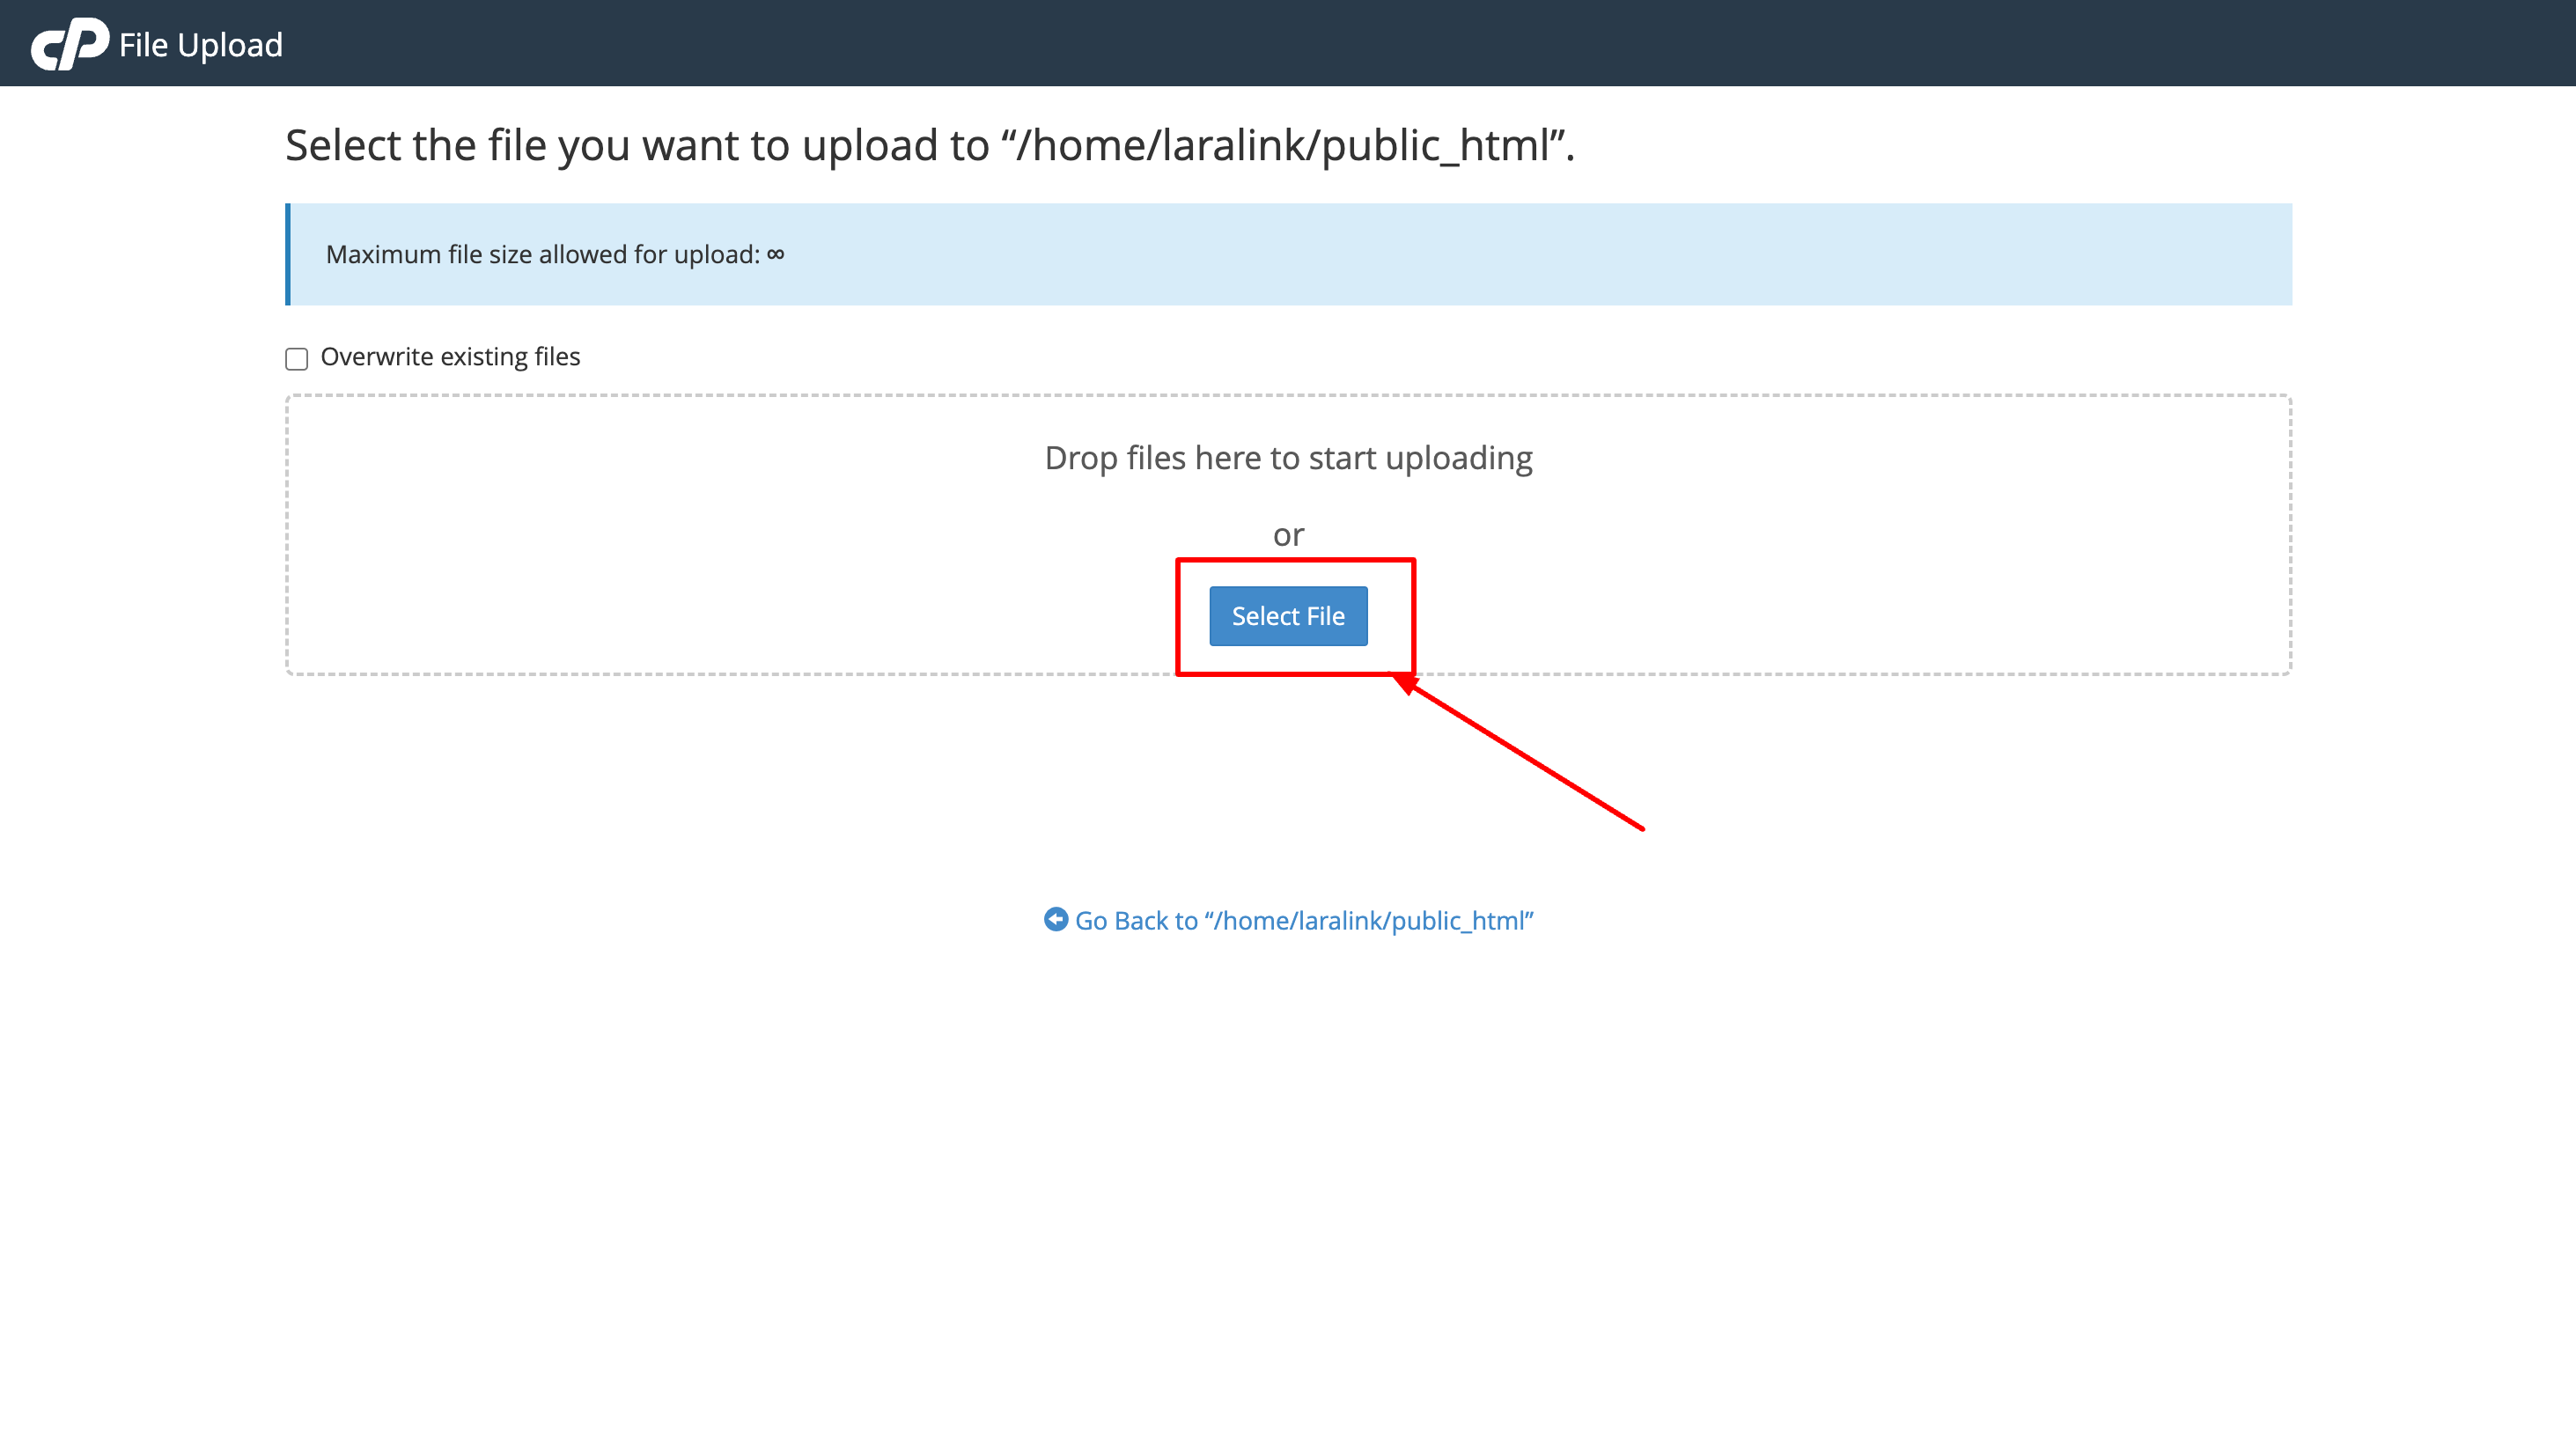 cP File Upload
Select the file you want to upload to “/home/laralink/public_html”.
Maximum file size allowed for upload: ∞
Overwrite existing files
Drop files here to start uploading
or
Select File
Go Back to “/home/laralink/public_html”